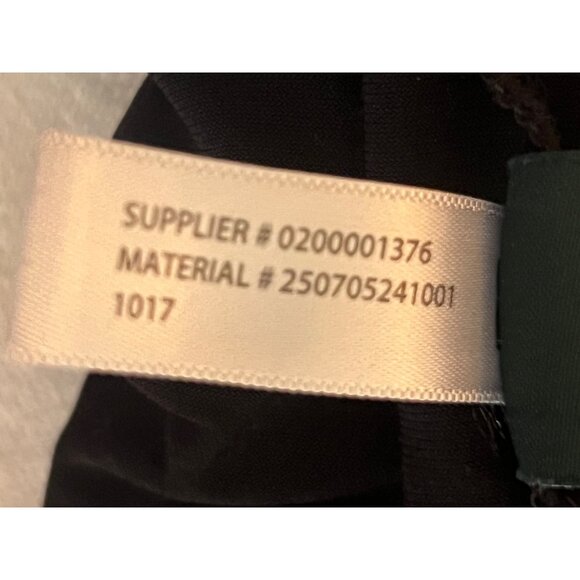 SUPPLIER # 0200001376
MATERIAL # 250705241001
1017